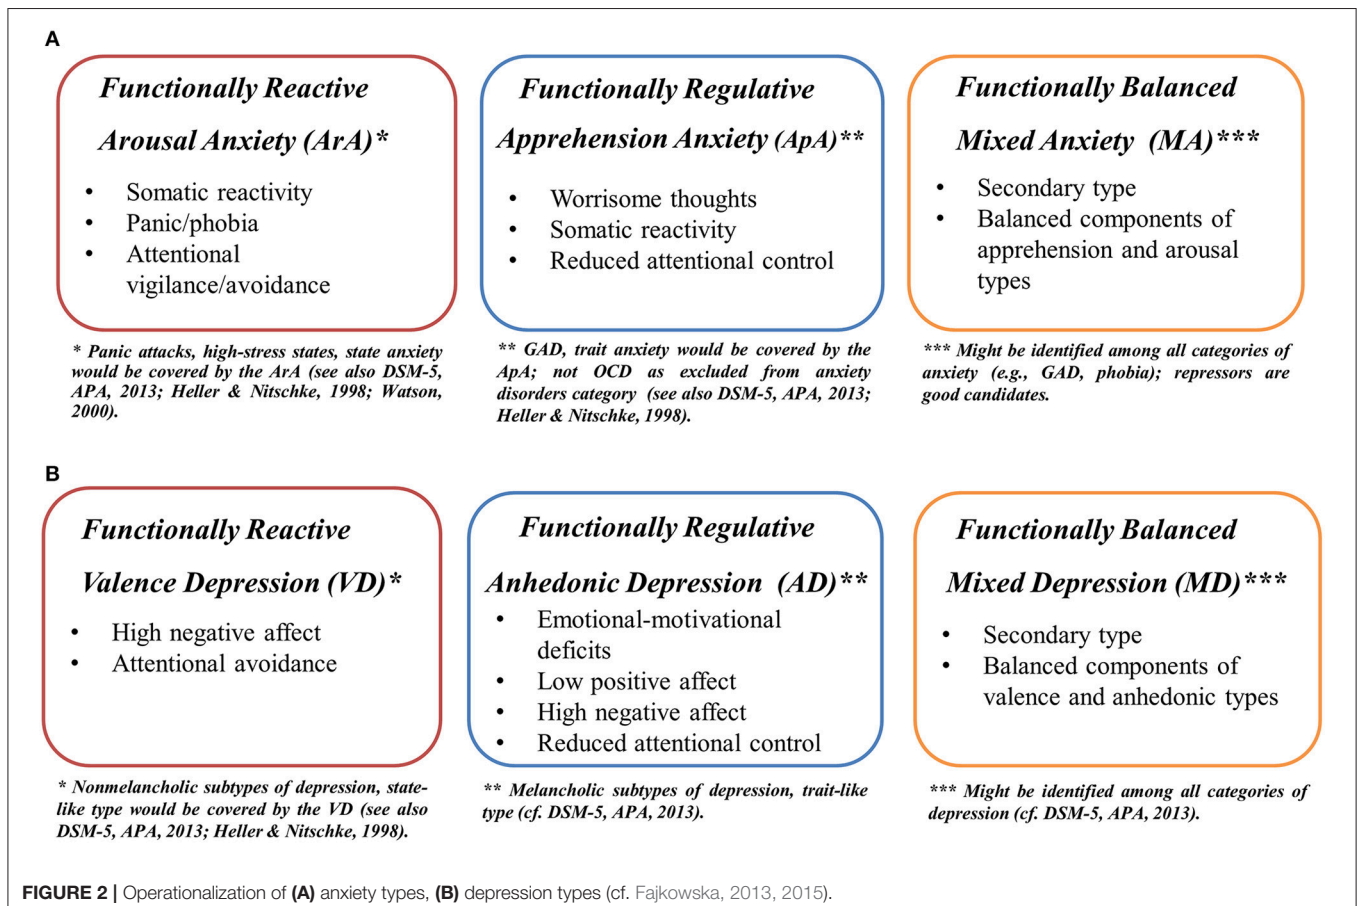 A
Functionally Reactive
Arousal Anxiety (ArA)*
• Somatic reactivity
• Panic/phobia
• Attentional
vigilance/avoidance
* Panic attacks, high-stress states, state anxiety
would be covered by the ArA (see also DSM-5,
APA, 2013; Heller & Nitschke, 1998; Watson,
2000).
Functionally Regulative
Apprehension Anxiety (ApA)**
• Worrisome thoughts
• Somatic reactivity
• Reduced attentional control
** GAD, trait anxiety would be covered by the
ApA; not OCD as excluded from anxiety
disorders category (see also DSM-5, APA, 2013;
Heller & Nitschke, 1998).
Functionally Balanced
Mixed Anxiety (MA)***
• Secondary type
• Balanced components of
apprehension and arousal
types
*** Might be identified among all categories of
anxiety (e.g., GAD, phobia); repressors are
good candidates.
B
Functionally Reactive
Valence Depression (VD)*
• High negative affect
• Attentional avoidance
* Nonmelancholic subtypes of depression, state-
like type would be covered by the VD (see also
DSM-5, APA, 2013; Heller & Nitschke, 1998).
Functionally Regulative
Anhedonic Depression (AD)**
• Emotional-motivational
deficits
• Low positive affect
• High negative affect
• Reduced attentional control
** Melancholic subtypes of depression, trait-like
type (cf. DSM-5, APA, 2013).
Functionally Balanced
Mixed Depression (MD)***
• Secondary type
• Balanced components of
valence and anhedonic types
*** Might be identified among all categories of
depression (cf. DSM-5, APA, 2013).
FIGURE 2 | Operationalization of (A) anxiety types, (B) depression types (cf. Fajkowska, 2013, 2015).